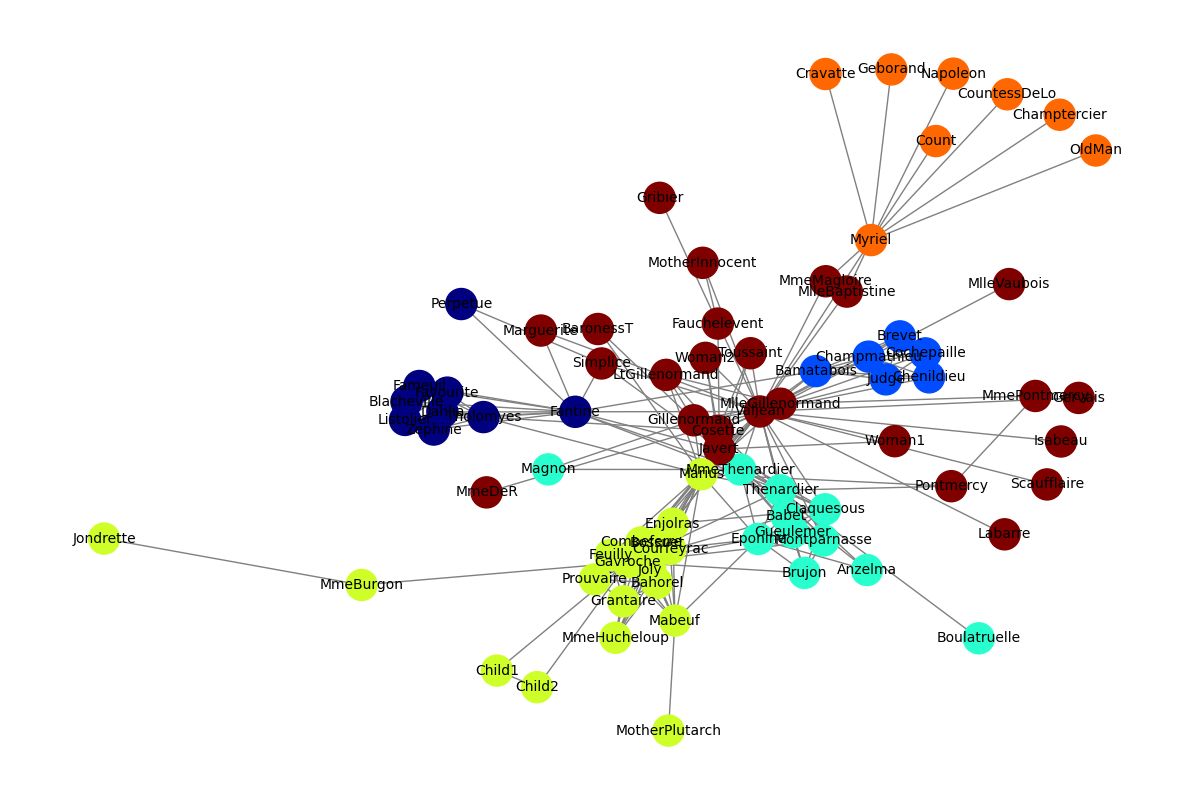 Cravatte
Geborand
Napoleon
CountessDeLo
Champtercier
Count
OldMan
Gribier
Myriel
MotherInnocent
MmeMagloire
MlleBaptistine
MlleVaubois
Perpetue
Marguerite
BaronessT
Fauchelevent
Brevet
Simplice
Woman2
Toussaint
Champmathieu
Cochepaille
LtGillenormand
Bamatabois
Judge
Chenildieu
Fameuil
Favourite
Blacheville
Dahlia
Listolier
Zephine
Tholomyes
Fantine
Gillenormand
MlleGillenormand
Valjean
MmePontmercy
Gervais
Cosette
Javert
Woman1
Isabeau
Magnon
Marius
MmeThenardier
MmeDeR
Thenardier
Pontmercy
Scaufflaire
Claquesous
Babet
Enjolras
Gueulemer
Labarre
Jondrette
Eponine
Montparnasse
Combeferre
Bossuet
Courfeyrac
Feuilly
Gavroche
Joly
Brujon
Anzelma
MmeBurgon
Prouvaire
Bahorel
Grantaire
Mabeuf
MmeHucheloup
Boulatruelle
Child1
Child2
MotherPlutarch